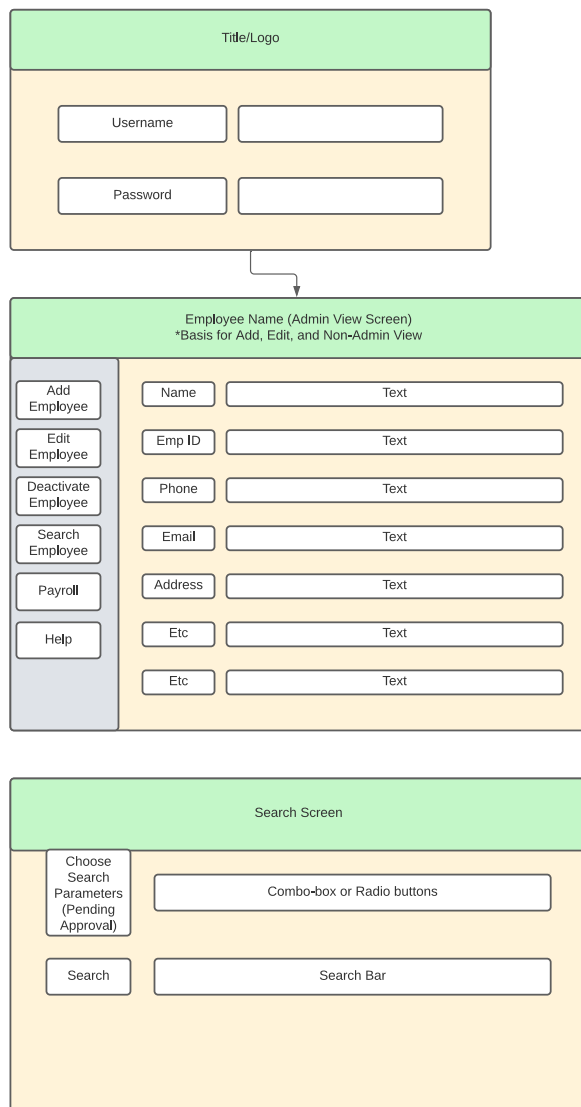 Title/Logo
Username
Password
Employee Name (Admin View Screen)
*Basis for Add, Edit, and Non-Admin View
Add
Employee
Name
Text
Edit
Employee
Emp ID
Text
Deactivate
Employee
Phone
Text
Search
Employee
Email
Text
Payroll
Address
Text
Help
Etc
Text
Etc
Text
Search Screen
Choose
Search
Parameters
(Pending
Approval)
Combo-box or Radio buttons
Search
Search Bar